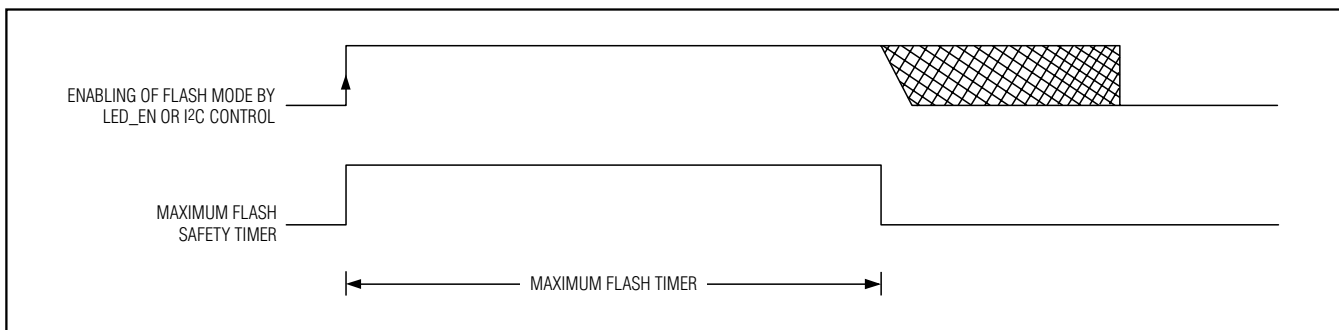 ENABLING OF FLASH MODE BY
LED_EN OR I2C CONTROL
MAXIMUM FLASH
SAFETY TIMER
MAXIMUM FLASH TIMER